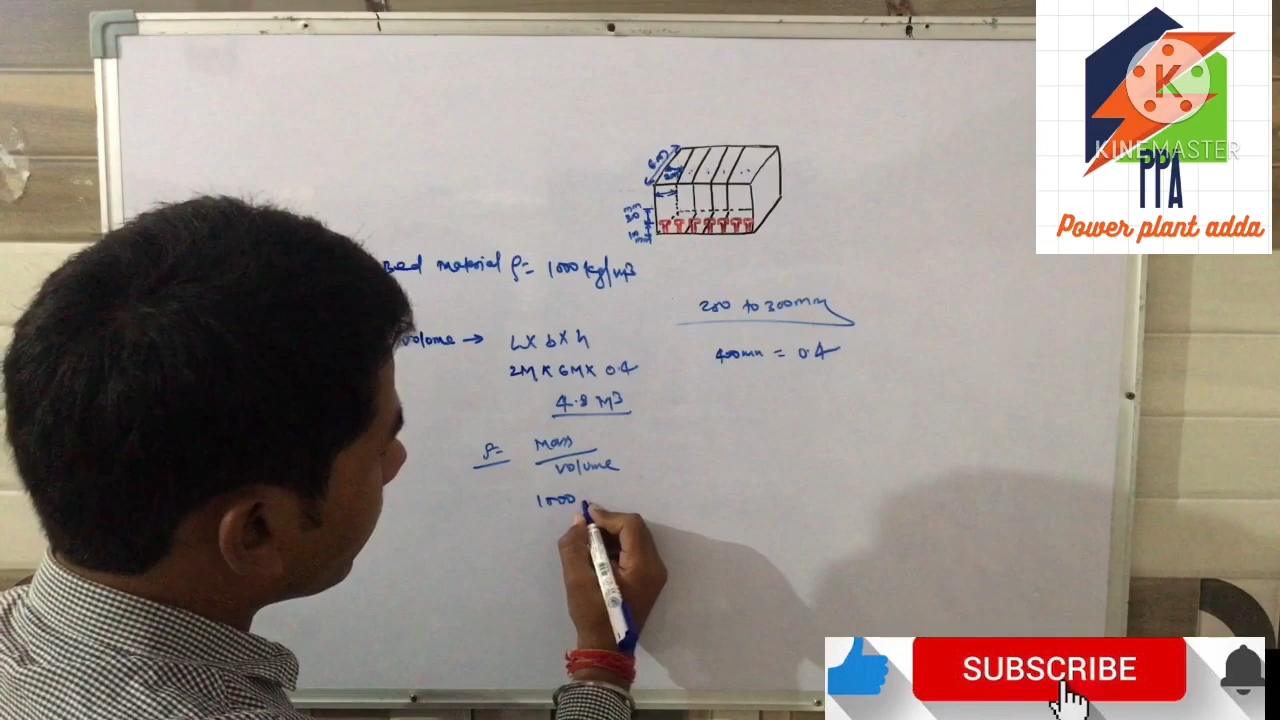 KINEMASTER
PPA
Power plant adda
6M
Bed material ρ = 1000 kg/m3
volume → L x b x h
200 to 300mm
2M x 6M x 0.4
400mm = 0.4
4.8 M3
ρ = Mass
volume
1000
SUBSCRIBE